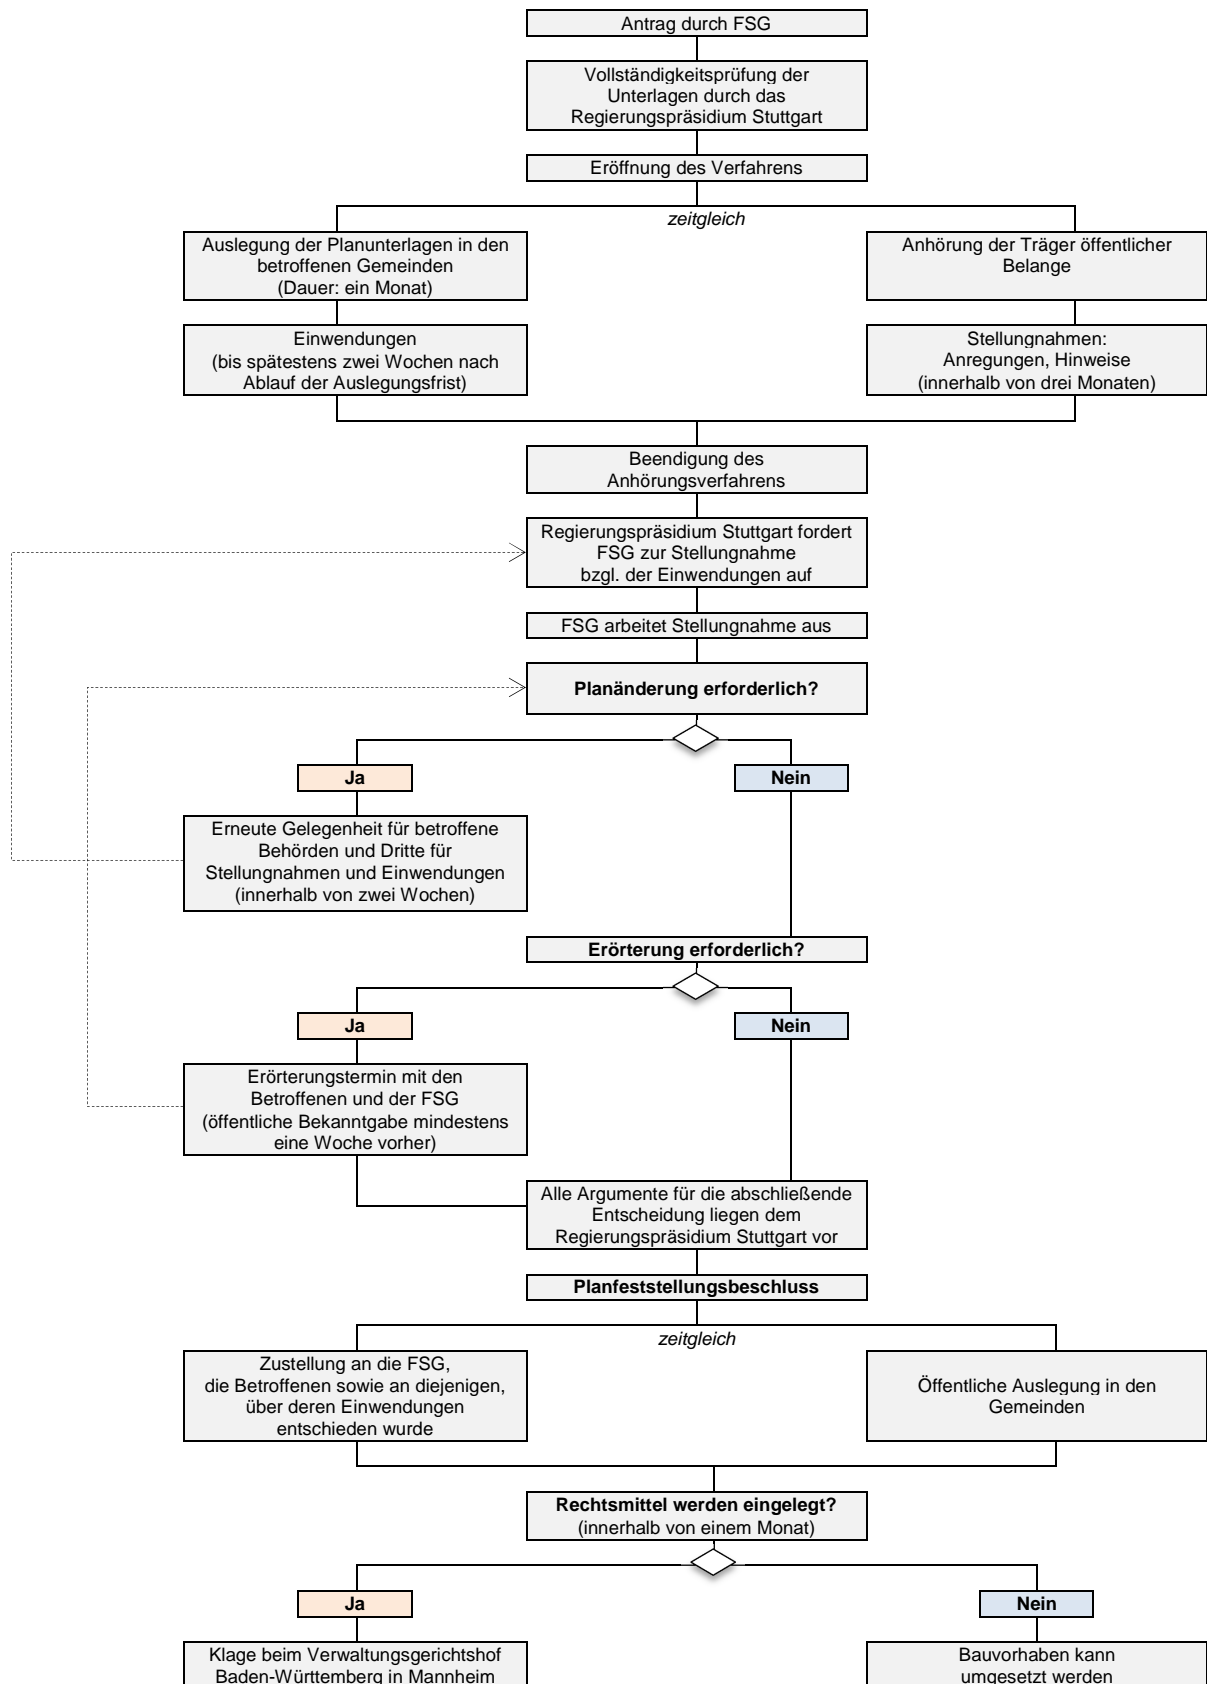 Antrag durch FSG
Vollständigkeitsprüfung der
Unterlagen durch das
Regierungspräsidium Stuttgart
Eröffnung des Verfahrens
zeitgleich
Auslegung der Planunterlagen in den
betroffenen Gemeinden
(Dauer: ein Monat)
Anhörung der Träger öffentlicher
Belange
Einwendungen
(bis spätestens zwei Wochen nach
Ablauf der Auslegungsfrist)
Stellungnahmen:
Anregungen, Hinweise
(innerhalb von drei Monaten)
Beendigung des
Anhörungsverfahrens
Regierungspräsidium Stuttgart fordert
FSG zur Stellungnahme
bzgl. der Einwendungen auf
FSG arbeitet Stellungnahme aus
Planänderung erforderlich?
Ja
Nein
Erneute Gelegenheit für betroffene
Behörden und Dritte für
Stellungnahmen und Einwendungen
(innerhalb von zwei Wochen)
Erörterung erforderlich?
Ja
Nein
Erörterungstermin mit den
Betroffenen und der FSG
(öffentliche Bekanntgabe mindestens
eine Woche vorher)
Alle Argumente für die abschließende
Entscheidung liegen dem
Regierungspräsidium Stuttgart vor
Planfeststellungsbeschluss
zeitgleich
Zustellung an die FSG,
die Betroffenen sowie an diejenigen,
über deren Einwendungen
entschieden wurde
Öffentliche Auslegung in den
Gemeinden
Rechtsmittel werden eingelegt?
(innerhalb von einem Monat)
Ja
Nein
Klage beim Verwaltungsgerichtshof
Baden-Württemberg in Mannheim
Bauvorhaben kann
umgesetzt werden